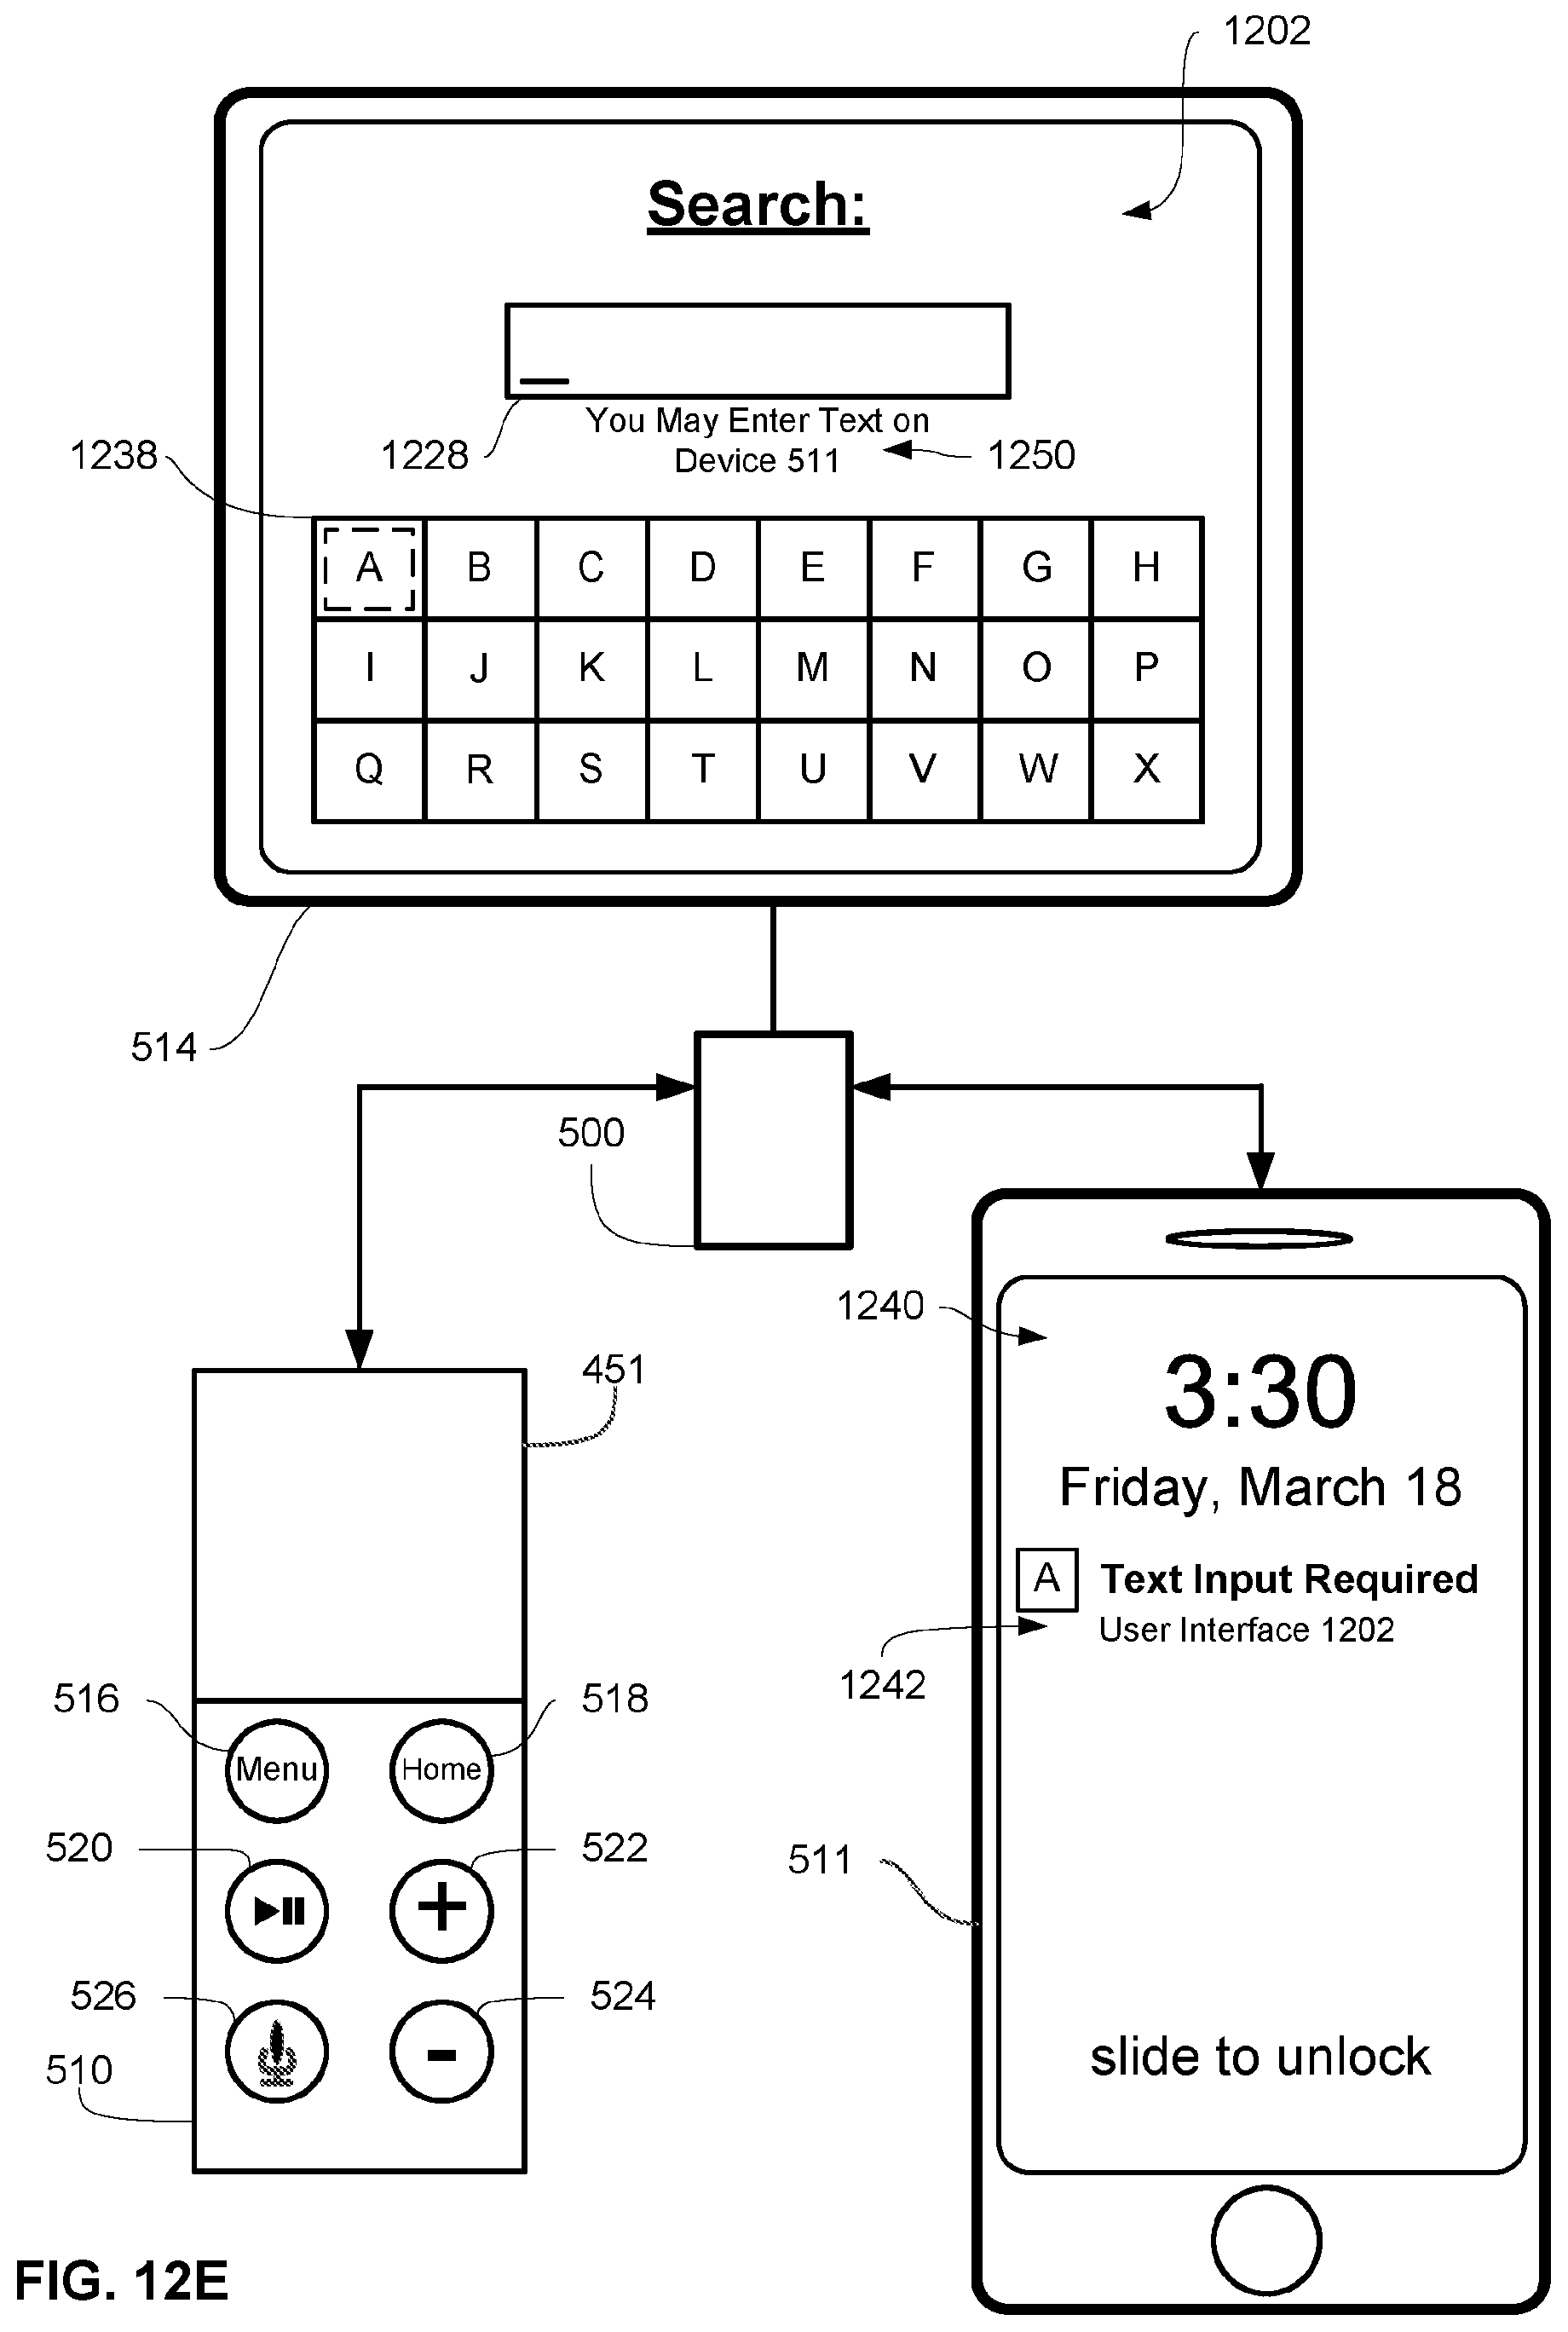 1202
Search:
You May Enter Text on
Device 511
1238
1228
1250
A B C D E F G H
I J K L M N O P
Q R S T U V W X
514
500
1240
451
3:30
Friday, March 18
A Text Input Required
User Interface 1202
1242
516
518
Menu
Home
520
522
511
526
524
510
slide to unlock
FIG. 12E